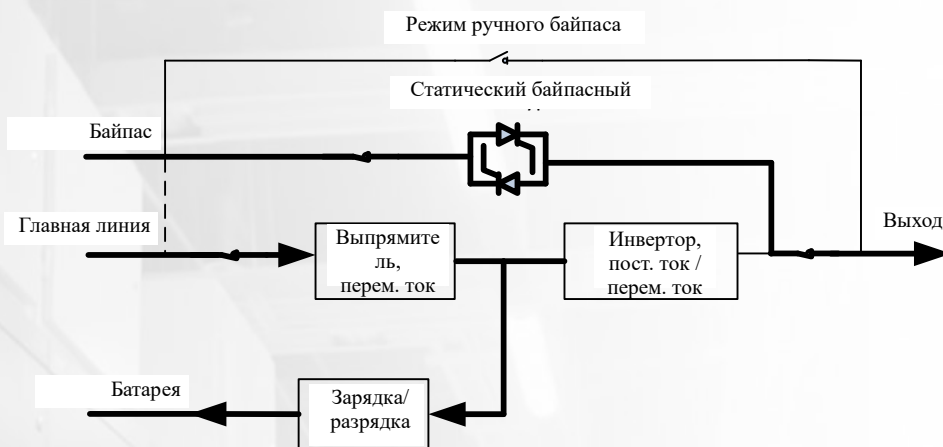 Режим ручного байпаса
Статический байпасный
Байпас
Главная линия
Выпрямите
ль,
перем. ток
Инвертор,
пост. ток /
перем. ток
Выход
Батарея
Зарядка/
разрядка